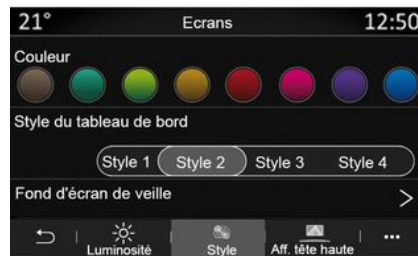 21° Ecrans 12:50
Couleur
Style du tableau de bord
Style 1 Style 2 Style 3 Style 4
Fond d'écran de veille >
Luminosité Style Aff. tête haute ...